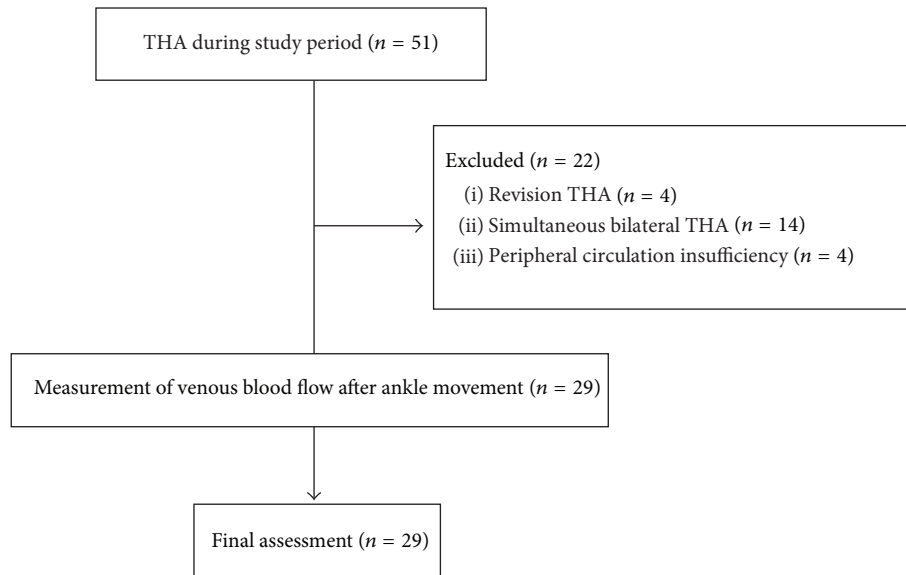 THA during study period (n = 51)
Excluded (n = 22)
(i) Revision THA (n = 4)
(ii) Simultaneous bilateral THA (n = 14)
(iii) Peripheral circulation insufficiency (n = 4)
Measurement of venous blood flow after ankle movement (n = 29)
Final assessment (n = 29)